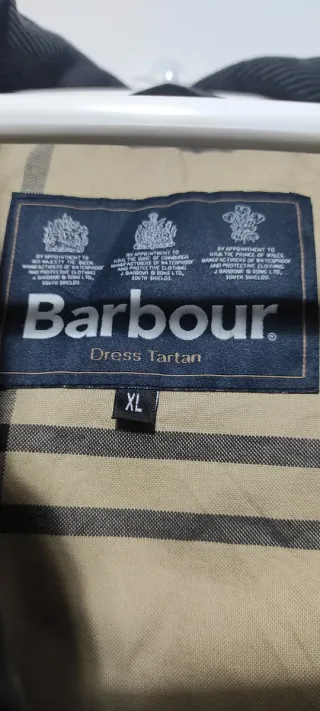 BY APPOINTMENT TO
HER MAJESTY THE QUEEN
MANUFACTURERS OF WATERPROOF
AND PROTECTIVE CLOTHING
J. BARBOUR & SONS LTD.,
SOUTH SHIELDS.
BY APPOINTMENT TO
H.R.H. THE DUKE OF EDINBURGH
MANUFACTURERS OF WATERPROOF
AND PROTECTIVE CLOTHING
J. BARBOUR & SONS LTD.,
SOUTH SHIELDS
BY APPOINTMENT TO
H.R.H. THE PRINCE OF WALES
MANUFACTURERS OF WATERPROOF
AND PROTECTIVE CLOTHING
J. BARBOUR & SONS LTD.,
SOUTH SHIELDS
Barbour®
Dress Tartan
XL